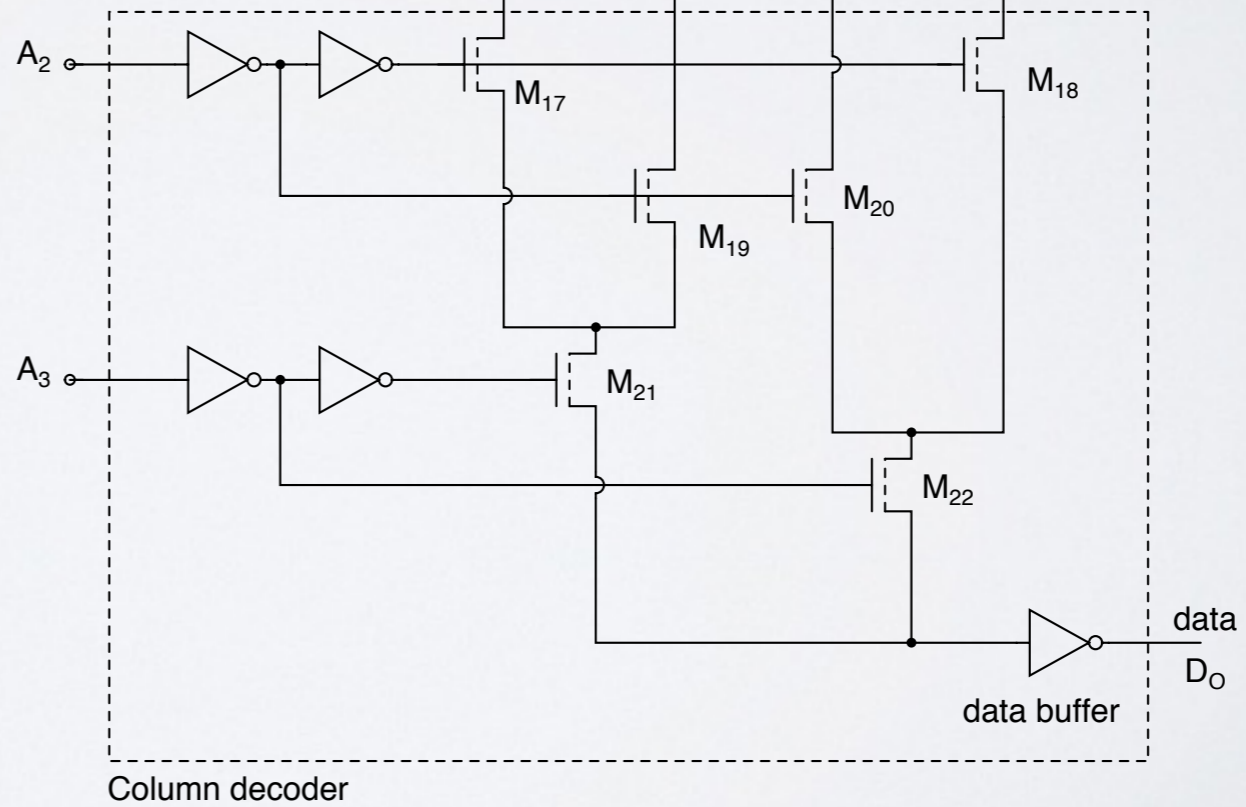 A2
M17
M18
M20
M19
A3
M21
M22
data
DO
data buffer
Column decoder